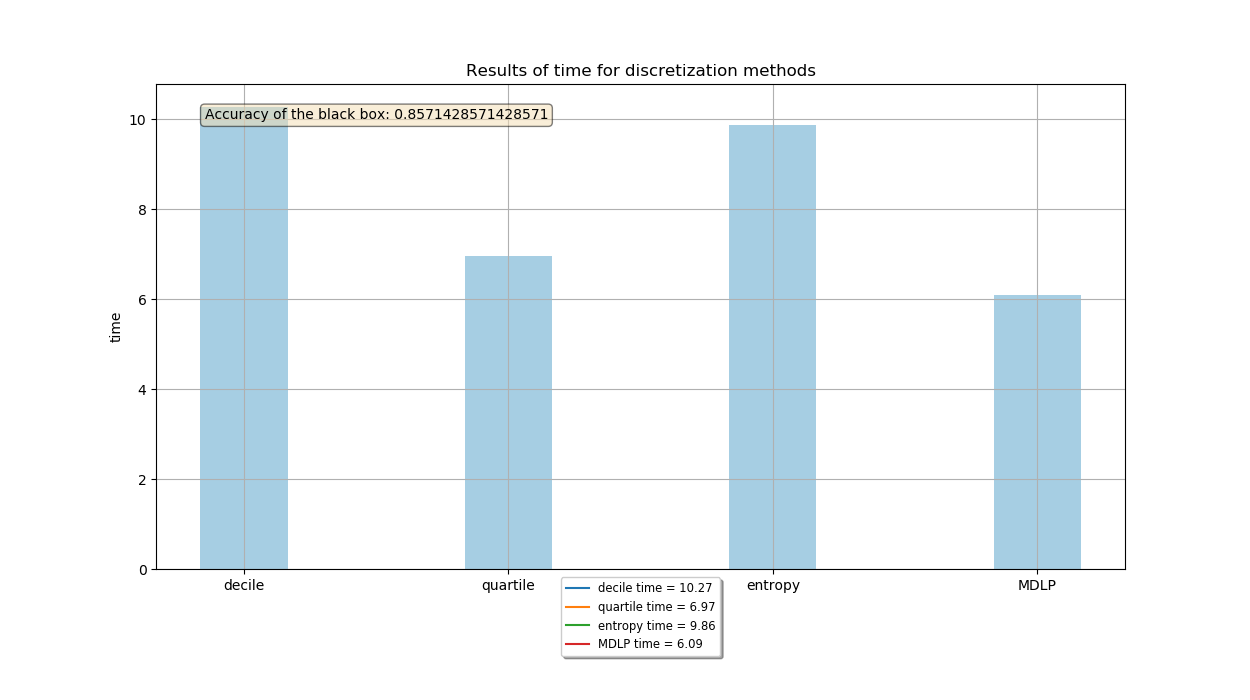 Results of time for discretization methods
Accuracy of the black box: 0.8571428571428571
10
8
6
4
2
0
time
decile
quartile
entropy
MDLP
decile time = 10.27
quartile time = 6.97
entropy time = 9.86
MDLP time = 6.09